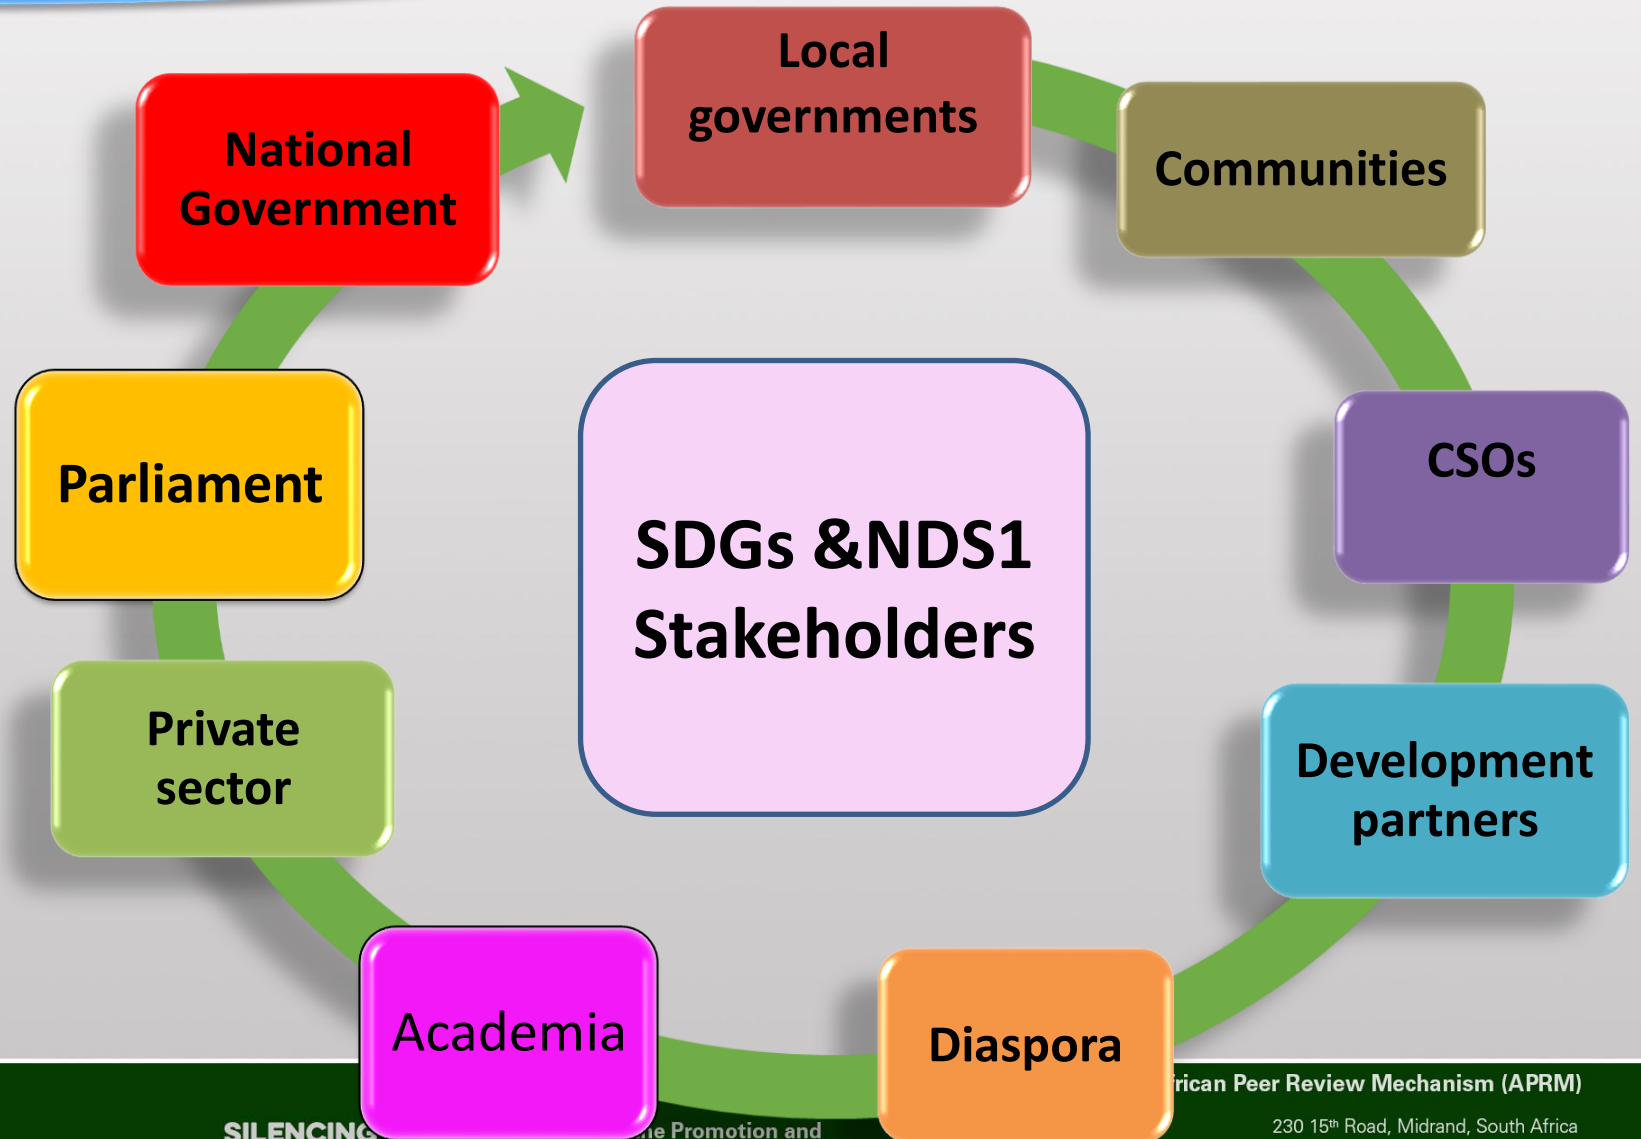 Local
governments
National
Government
Communities
Parliament
CSOs
SDGs &NDS1
Stakeholders
Private
sector
Development
partners
Academia
Diaspora
Peer Review Mechanism (APRM)
230 15th Road, Midrand, South Africa
SILENCING
Promotion and